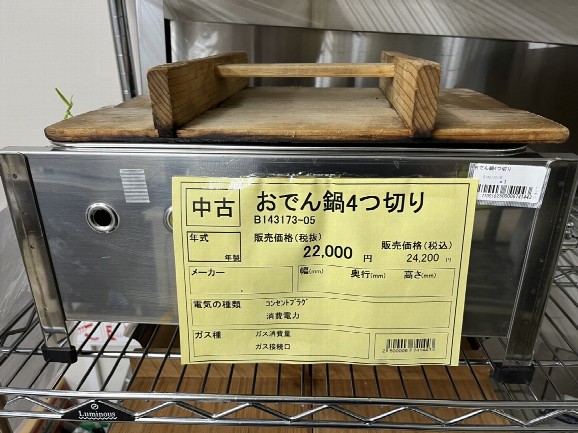 おでん鍋4つ切り
中古
おでん鍋4つ切り
B143173-05
年式
年製
販売価格(税抜)
22,000 円
販売価格(税込)
24,200 円
メーカー
幅(mm)
奥行(mm)
高さ(mm)
電気の種類
コンセントプラグ
消費電力
ガス種
ガス消費量
ガス接続口
Luminous